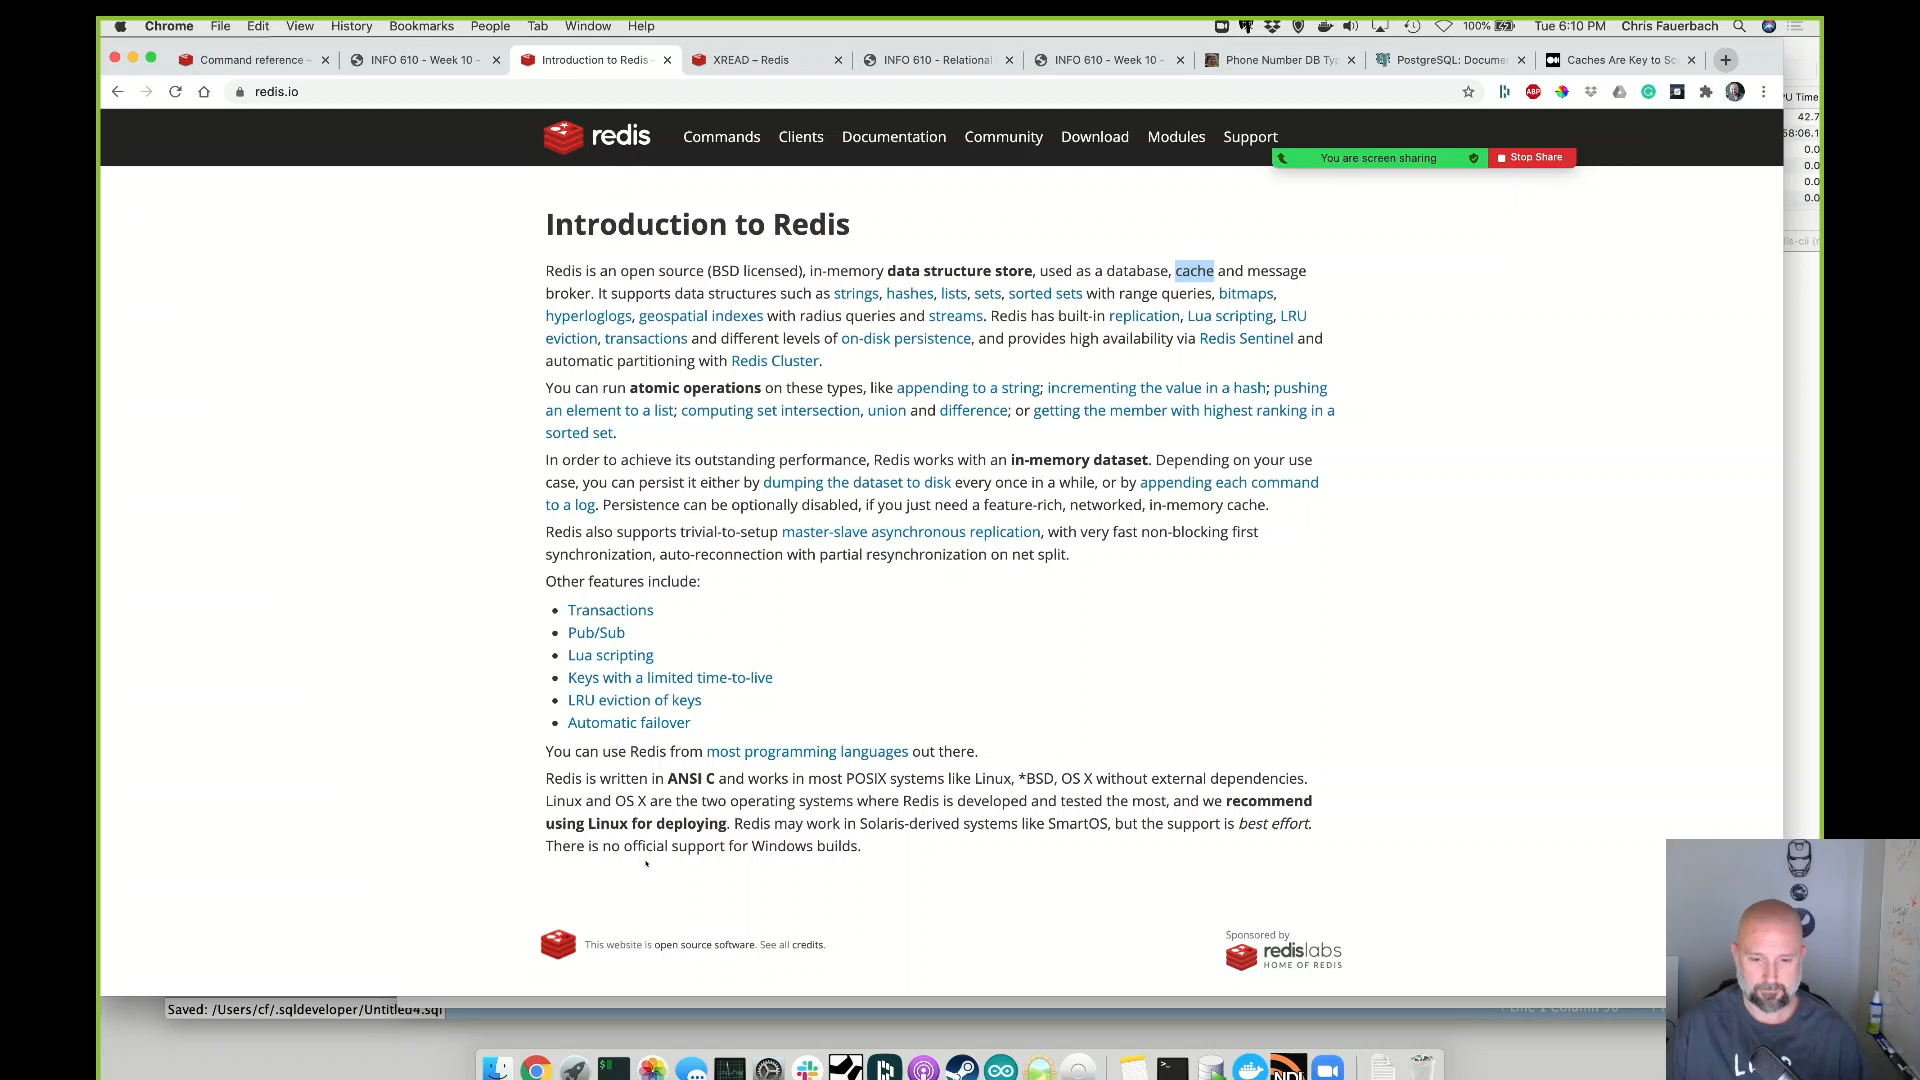 Chrome File Edit View History Bookmarks People Tab Window Help 100% Tue 6:10 PM Chris Fauerbach
Command reference – INFO 610 - Week 10 - Introduction to Redis – XREAD – Redis INFO 610 - Relational INFO 610 - Week 10 - Phone Number DB Ty PostgreSQL: Docume Caches Are Key to Sc
redis.io ABP
U Time
42.7
58:06.1
0.0
0.0
0.0
0.0
redis Commands Clients Documentation Community Download Modules Support
You are screen sharing Stop Share
Introduction to Redis
Redis is an open source (BSD licensed), in-memory data structure store, used as a database, cache and message
broker. It supports data structures such as strings, hashes, lists, sets, sorted sets with range queries, bitmaps,
hyperloglogs, geospatial indexes with radius queries and streams. Redis has built-in replication, Lua scripting, LRU
eviction, transactions and different levels of on-disk persistence, and provides high availability via Redis Sentinel and
automatic partitioning with Redis Cluster.
You can run atomic operations on these types, like appending to a string; incrementing the value in a hash; pushing
an element to a list; computing set intersection, union and difference; or getting the member with highest ranking in a
sorted set.
In order to achieve its outstanding performance, Redis works with an in-memory dataset. Depending on your use
case, you can persist it either by dumping the dataset to disk every once in a while, or by appending each command
to a log. Persistence can be optionally disabled, if you just need a feature-rich, networked, in-memory cache.
Redis also supports trivial-to-setup master-slave asynchronous replication, with very fast non-blocking first
synchronization, auto-reconnection with partial resynchronization on net split.
Other features include:
• Transactions
• Pub/Sub
• Lua scripting
• Keys with a limited time-to-live
• LRU eviction of keys
• Automatic failover
You can use Redis from most programming languages out there.
Redis is written in ANSI C and works in most POSIX systems like Linux, *BSD, OS X without external dependencies.
Linux and OS X are the two operating systems where Redis is developed and tested the most, and we recommend
using Linux for deploying. Redis may work in Solaris-derived systems like SmartOS, but the support is best effort.
There is no official support for Windows builds.
This website is open source software. See all credits.
Sponsored by
redislabs
HOME OF REDIS
Saved: /Users/cf/.sqldeveloper/Untitled4.sql